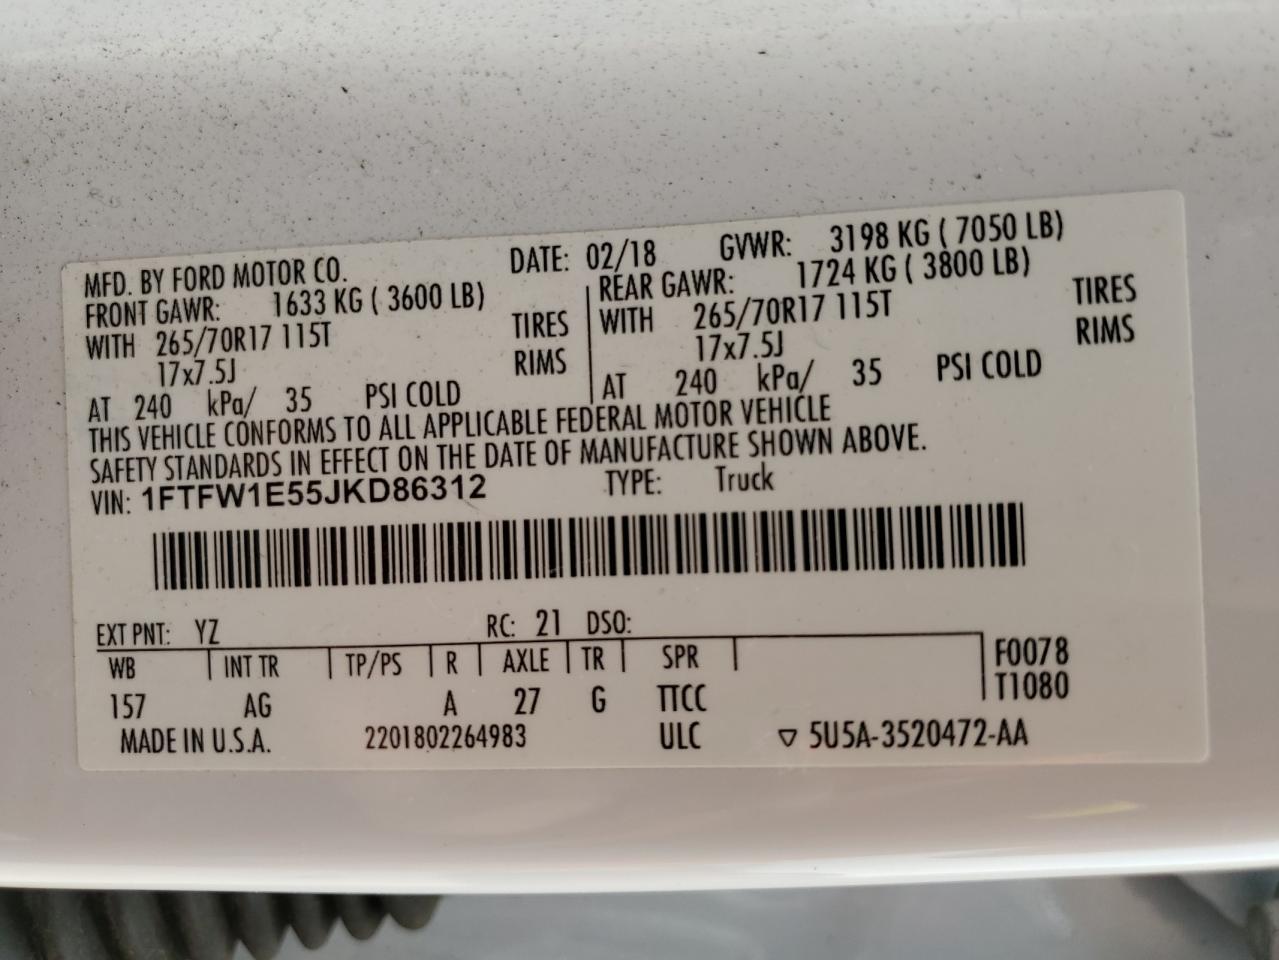 MFD. BY FORD MOTOR CO. DATE: 02/18 GVWR: 3198 KG ( 7050 LB)
FRONT GAWR: 1633 KG ( 3600 LB) REAR GAWR: 1724 KG ( 3800 LB)
WITH 265/70R17 115T TIRES WITH 265/70R17 115T TIRES
17x7.5J RIMS 17x7.5J RIMS
AT 240 kPa/ 35 PSI COLD AT 240 kPa/ 35 PSI COLD
THIS VEHICLE CONFORMS TO ALL APPLICABLE FEDERAL MOTOR VEHICLE
SAFETY STANDARDS IN EFFECT ON THE DATE OF MANUFACTURE SHOWN ABOVE.
VIN: 1FTFW1E55JKD86312 TYPE: Truck
EXT PNT: YZ RC: 21 DSO:
WB INT TR TP/PS R AXLE TR SPR F0078
157 AG A 27 G TTCC T1080
MADE IN U.S.A. 2201802264983 ULC ▽ 5U5A-3520472-AA